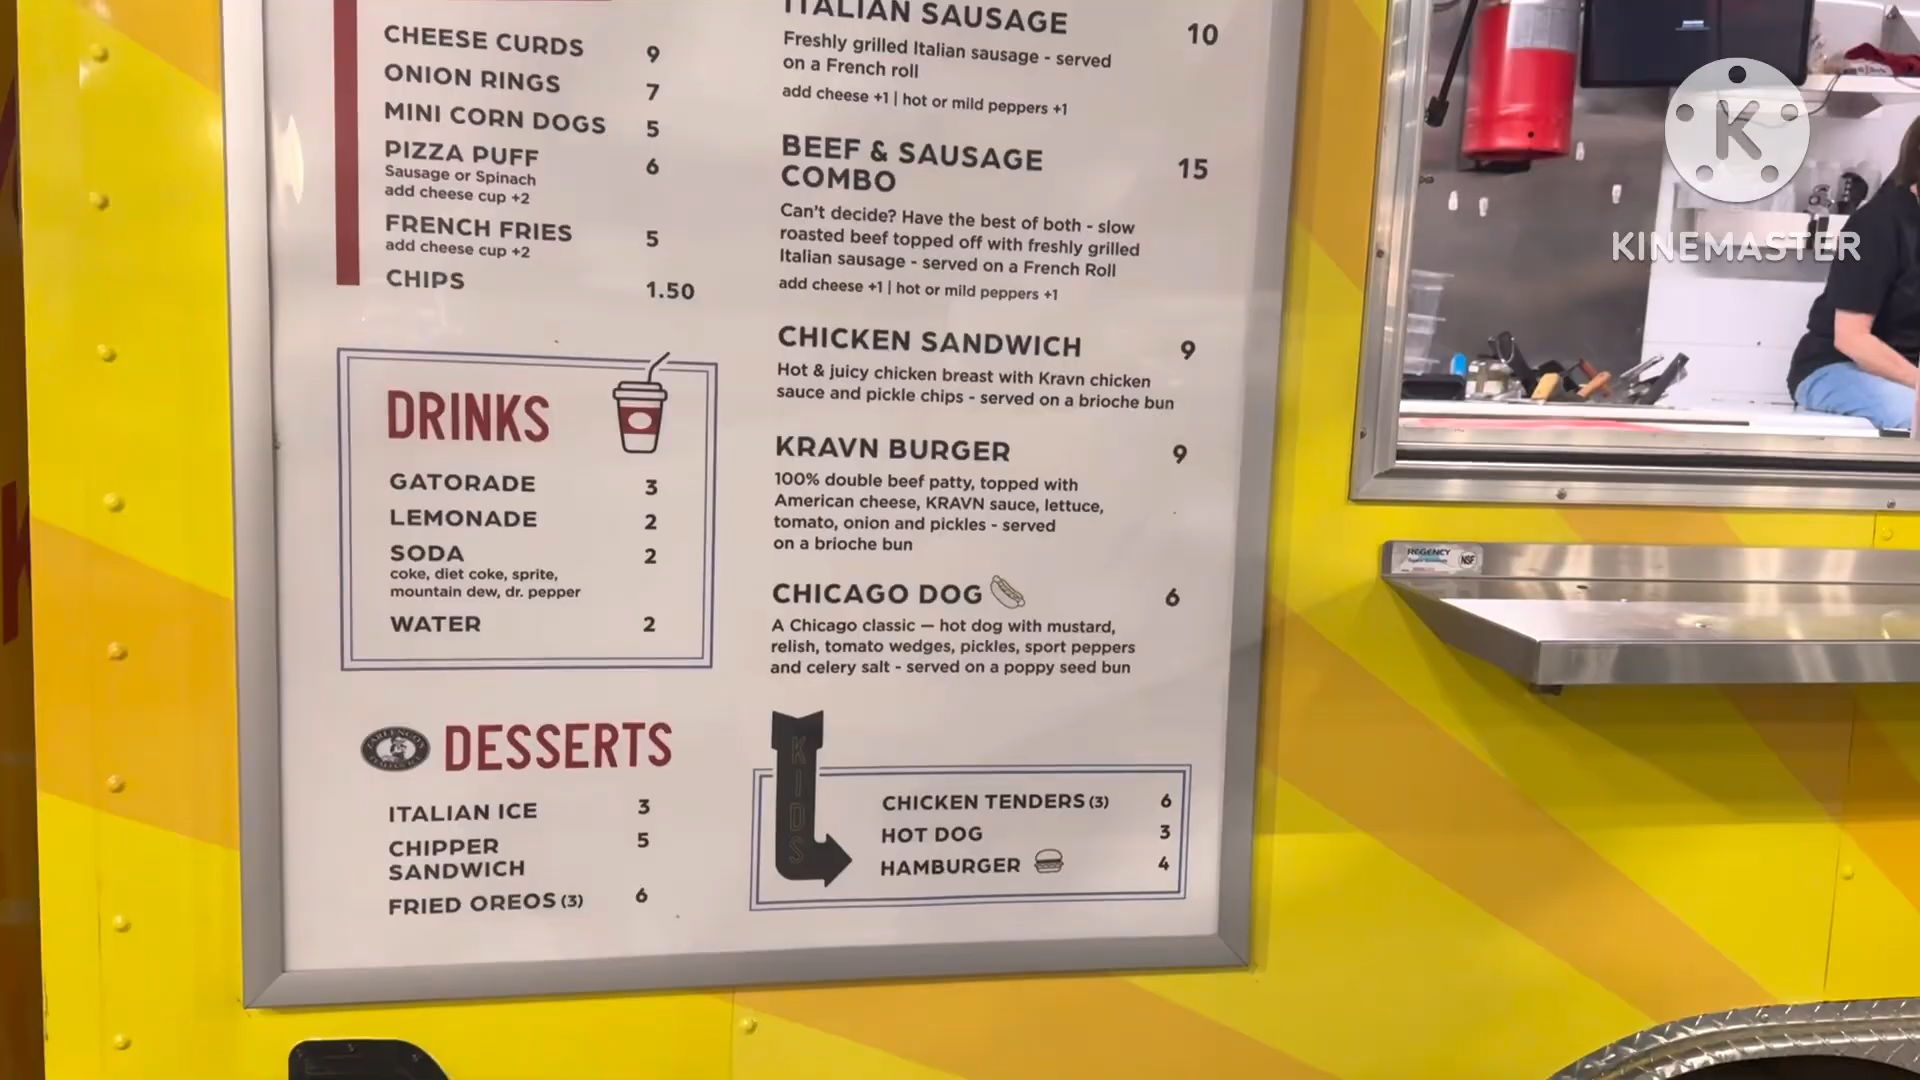 CHEESE CURDS 9
ONION RINGS 7
MINI CORN DOGS 5
PIZZA PUFF 6
Sausage or Spinach
add cheese cup +2
FRENCH FRIES 5
add cheese cup +2
CHIPS 1.50
DRINKS
GATORADE 3
LEMONADE 2
SODA 2
coke, diet coke, sprite,
mountain dew, dr. pepper
WATER 2
DESSERTS
ITALIAN ICE 3
CHIPPER 5
SANDWICH
FRIED OREOS (3) 6
ITALIAN SAUSAGE 10
Freshly grilled Italian sausage - served
on a French roll
add cheese +1 | hot or mild peppers +1
BEEF & SAUSAGE 15
COMBO
Can't decide? Have the best of both - slow
roasted beef topped off with freshly grilled
Italian sausage - served on a French Roll
add cheese +1 | hot or mild peppers +1
CHICKEN SANDWICH 9
Hot & juicy chicken breast with Kravn chicken
sauce and pickle chips - served on a brioche bun
KRAVN BURGER 9
100% double beef patty, topped with
American cheese, KRAVN sauce, lettuce,
tomato, onion and pickles - served
on a brioche bun
CHICAGO DOG 6
A Chicago classic — hot dog with mustard,
relish, tomato wedges, pickles, sport peppers
and celery salt - served on a poppy seed bun
KIDS
CHICKEN TENDERS (3) 6
HOT DOG 3
HAMBURGER 4
K
KINEMASTER
REGENCY
NSF